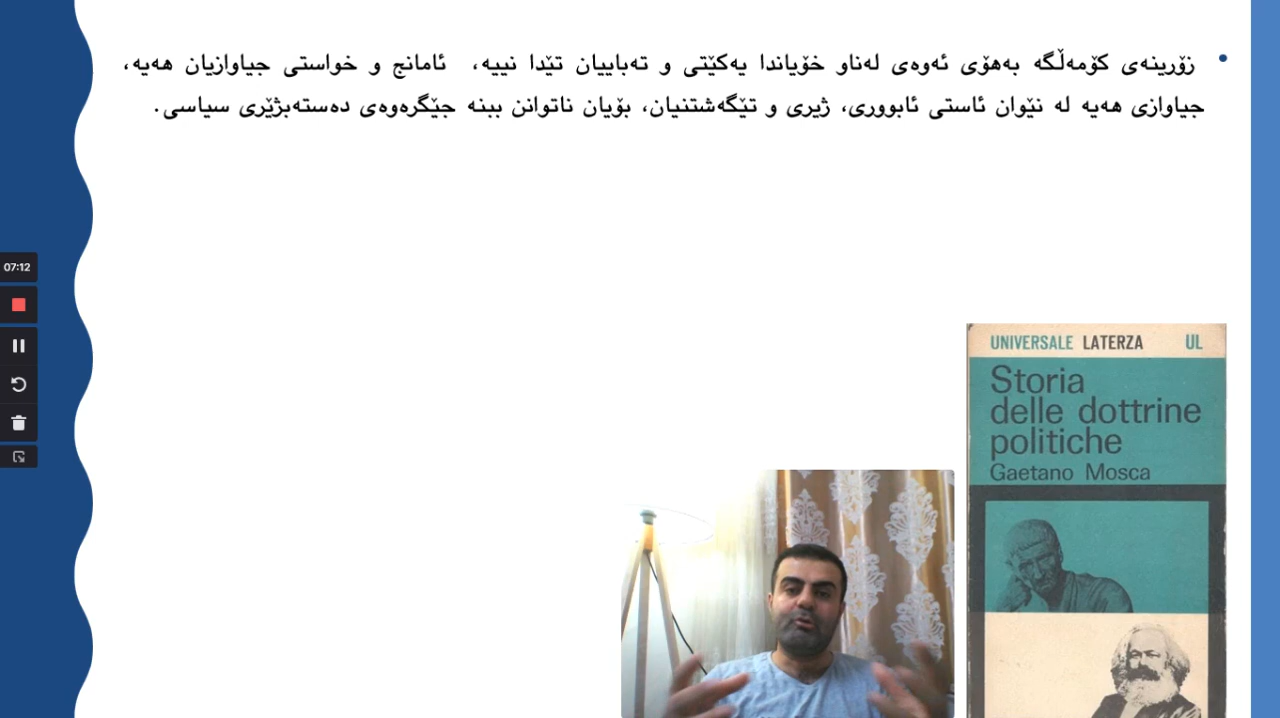 • زۆرینەی کۆمەڵگە بەهۆی ئەوەی لەناو خۆیاندا یەکێتی و تەباییان تێدا نییە، ئامانج و خواستی جیاوازیان هەیە،
جیاوازی هەیە لە نێوان ئاستی ئابووری، ژیری و تێگەشتنیان، بۆیان ناتوانن ببنە جێگرەوەی دەستەبژێری سیاسی.
07:12
UNIVERSALE LATERZA UL
Storia
delle dottrine
politiche
Gaetano Mosca